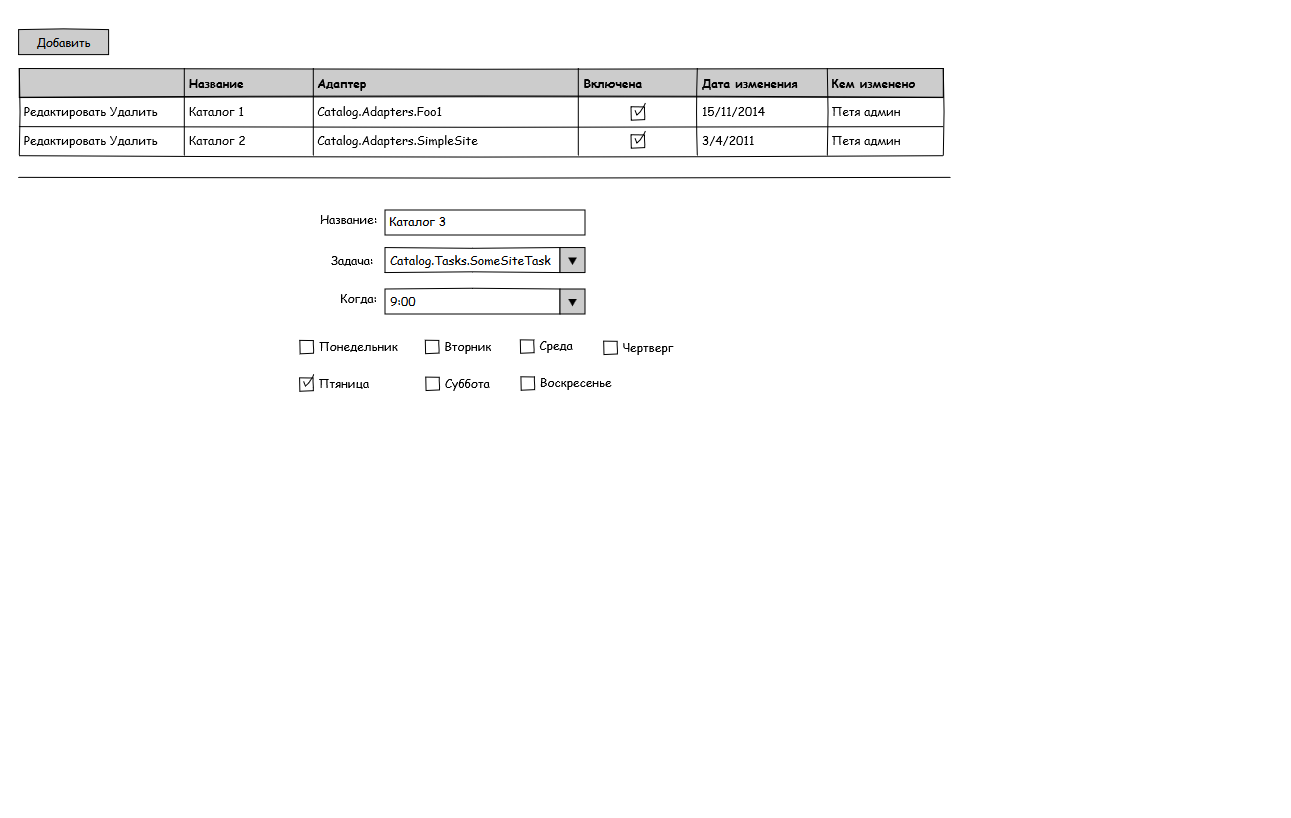 Добавить
Название Адаптер Включена Дата изменения Кем изменено
Редактировать Удалить Каталог 1 Catalog.Adapters.Foo1 15/11/2014 Петя админ
Редактировать Удалить Каталог 2 Catalog.Adapters.SimpleSite 3/4/2011 Петя админ
Название: Каталог 3
Задача: Catalog.Tasks.SomeSiteTask
Когда: 9:00
Понедельник Вторник Среда Чертверг
Птяница Суббота Воскресенье